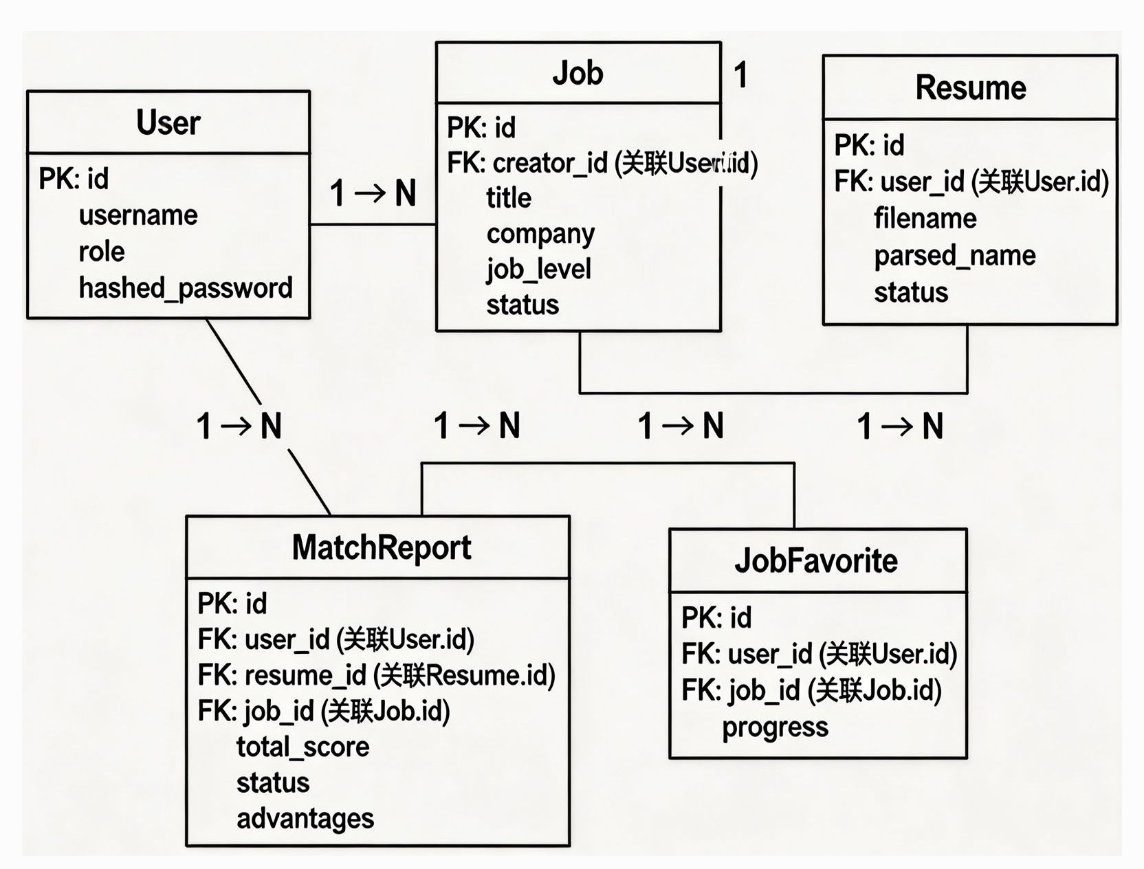 User
PK: id
username
role
hashed_password
1 → N
Job
1
PK: id
FK: creator_id (关联User.id)
title
company
job_level
status
Resume
PK: id
FK: user_id (关联User.id)
filename
parsed_name
status
1 → N
1 → N
1 → N
1 → N
MatchReport
PK: id
FK: user_id (关联User.id)
FK: resume_id (关联Resume.id)
FK: job_id (关联Job.id)
total_score
status
advantages
JobFavorite
PK: id
FK: user_id (关联User.id)
FK: job_id (关联Job.id)
progress